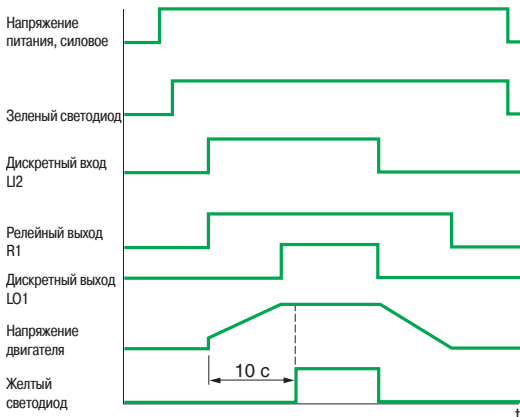 Напряжение
питания, силовое
Зеленый светодиод
Дискретный вход
LI2
Релейный выход
R1
Дискретный выход
LO1
Напряжение
двигателя
10 с
Желтый
светодиод
t